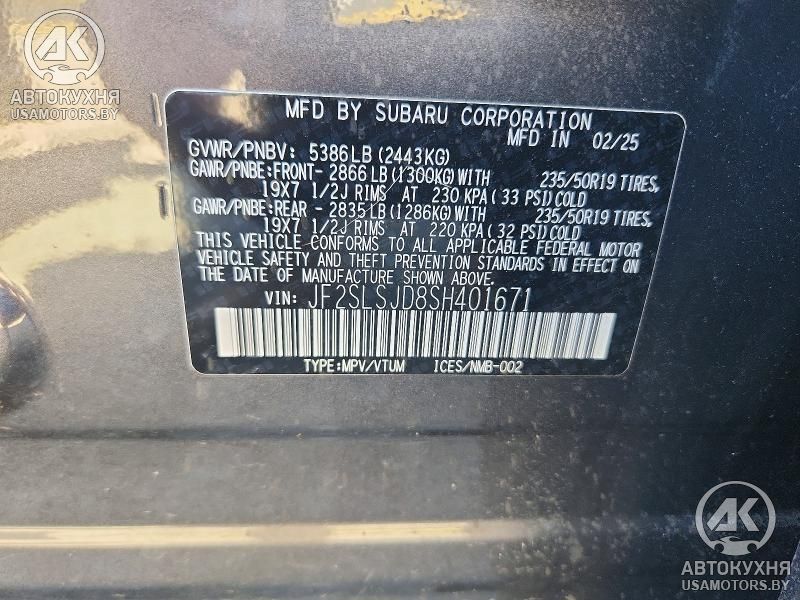 AK
АВТОКУХНЯ
USAMOTORS.BY
MFD BY SUBARU CORPORATION
MFD IN 02/25
GVWR/PNBV: 5386LB(2443KG)
GAWR/PNBE:FRONT- 2866LB(1300KG)WITH 235/50R19 TIRES,
19X7 1/2J RIMS AT 230 KPA(33 PSI)COLD
GAWR/PNBE:REAR - 2835LB(1286KG)WITH 235/50R19 TIRES,
19X7 1/2J RIMS AT 220 KPA(32 PSI)COLD
THIS VEHICLE CONFORMS TO ALL APPLICABLE FEDERAL MOTOR
VEHICLE SAFETY AND THEFT PREVENTION STANDARDS IN EFFECT ON
THE DATE OF MANUFACTURE SHOWN ABOVE.
VIN: JF2SLSJD8SH401671
TYPE:MPV/VTUM ICES/NMB-002
AK
АВТОКУХНЯ
USAMOTORS.BY